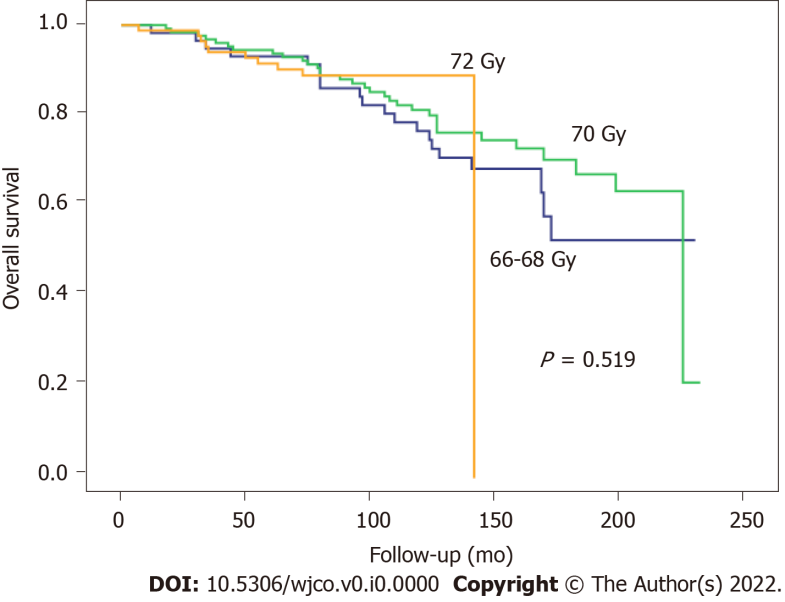 1.0
0.8
0.6
0.4
0.2
0.0
Overall survival
72 Gy
70 Gy
66-68 Gy
P = 0.519
0 50 100 150 200 250
Follow-up (mo)
DOI: 10.5306/wjco.v0.i0.0000 Copyright © The Author(s) 2022.